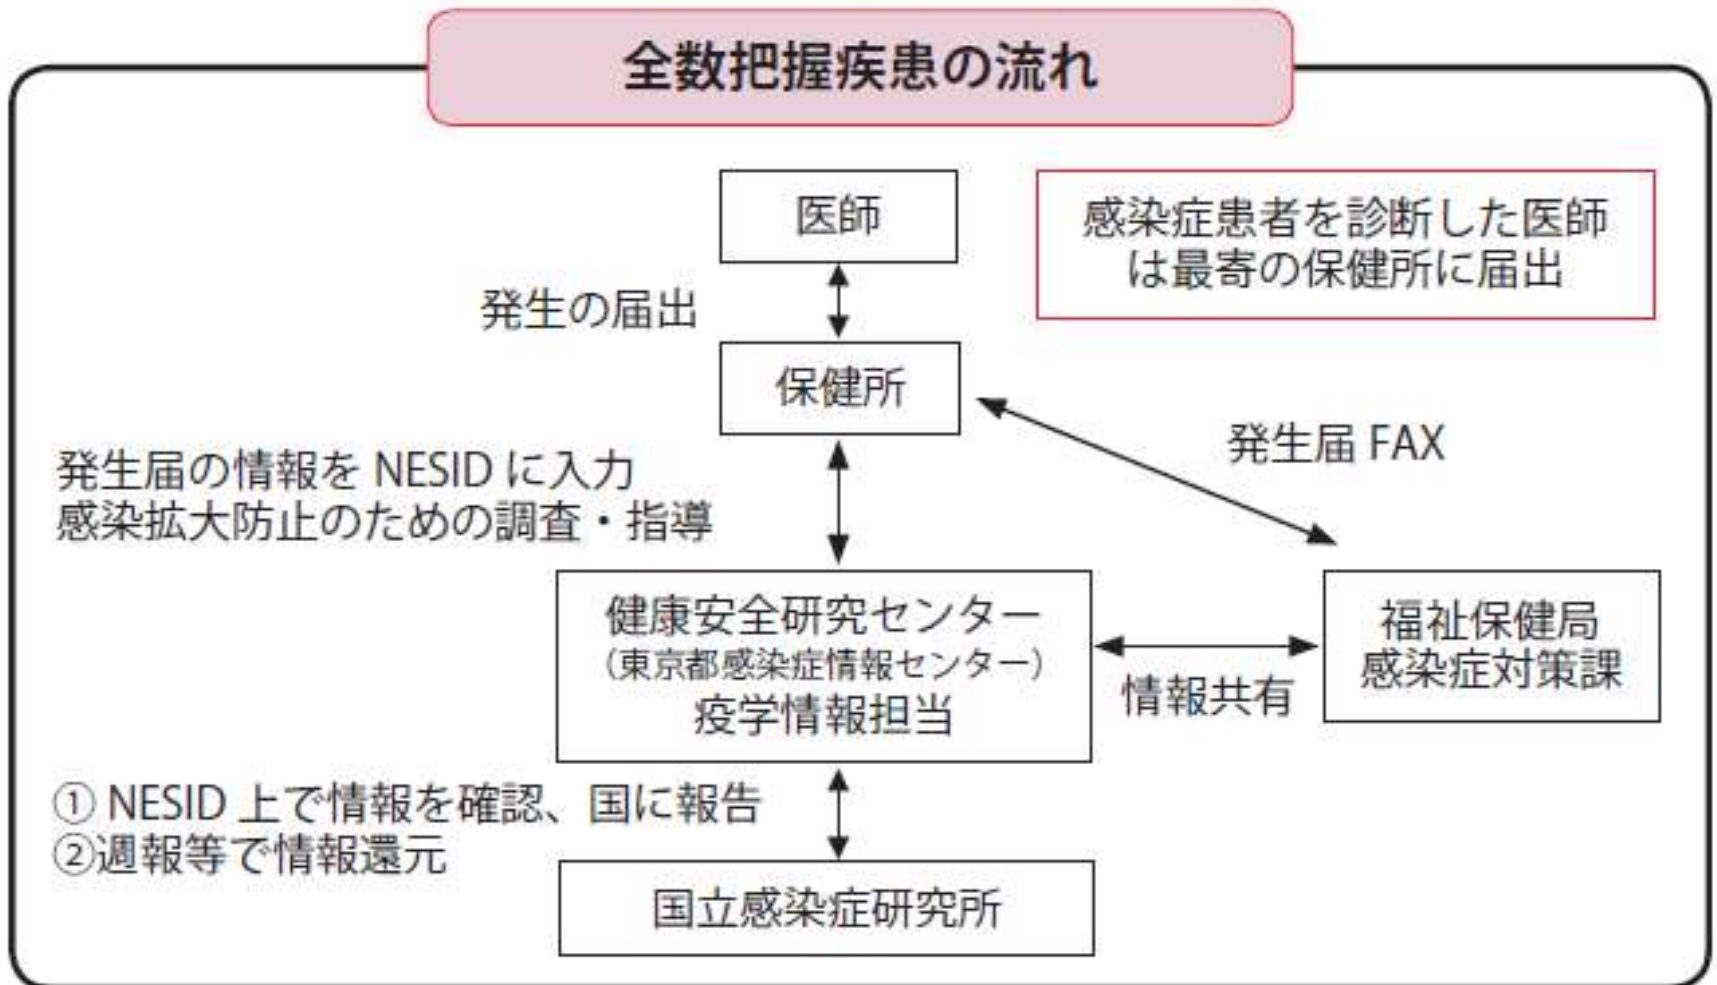 全数把握疾患の流れ
医師
感染症患者を診断した医師
は最寄の保健所に届出
発生の届出
保健所
発生届 FAX
発生届の情報を NESID に入力
感染拡大防止のための調査・指導
健康安全研究センター
（東京都感染症情報センター）
疫学情報担当
情報共有
福祉保健局
感染症対策課
① NESID 上で情報を確認、国に報告
②週報等で情報還元
国立感染症研究所